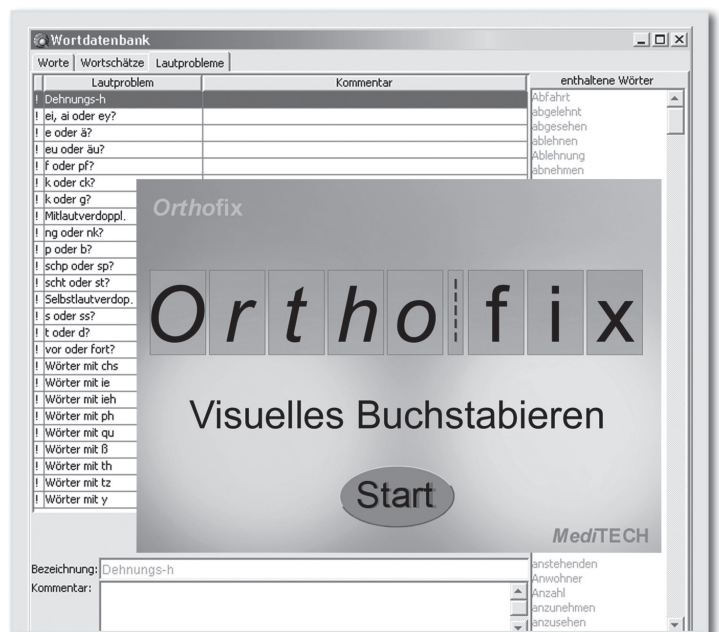 Wortdatenbank
Worte Wortschätze Lautprobleme
Lautproblem Kommentar enthaltene Wörter
! Dehnungs-h
! ei, ai oder ey?
! e oder ä?
! eu oder äu?
! f oder pf?
! k oder ck?
! k oder g?
! Mitlautverdoppl.
! ng oder nk?
! p oder b?
! schp oder sp?
! scht oder st?
! Selbstlautverdop.
! s oder ss?
! t oder d?
! vor oder fort?
! Wörter mit chs
! Wörter mit ie
! Wörter mit ieh
! Wörter mit ph
! Wörter mit qu
! Wörter mit ß
! Wörter mit th
! Wörter mit tz
! Wörter mit y
Abfahrt
abgelehnt
abgesehen
ablehnen
Ablehnung
abnehmen
Orthofix
Ortho fix
Visuelles Buchstabieren
Start
MediTECH
Bezeichnung: Dehnungs-h
Kommentar:
anstehenden
Anwohner
Anzahl
anzunehmen
anzusehen